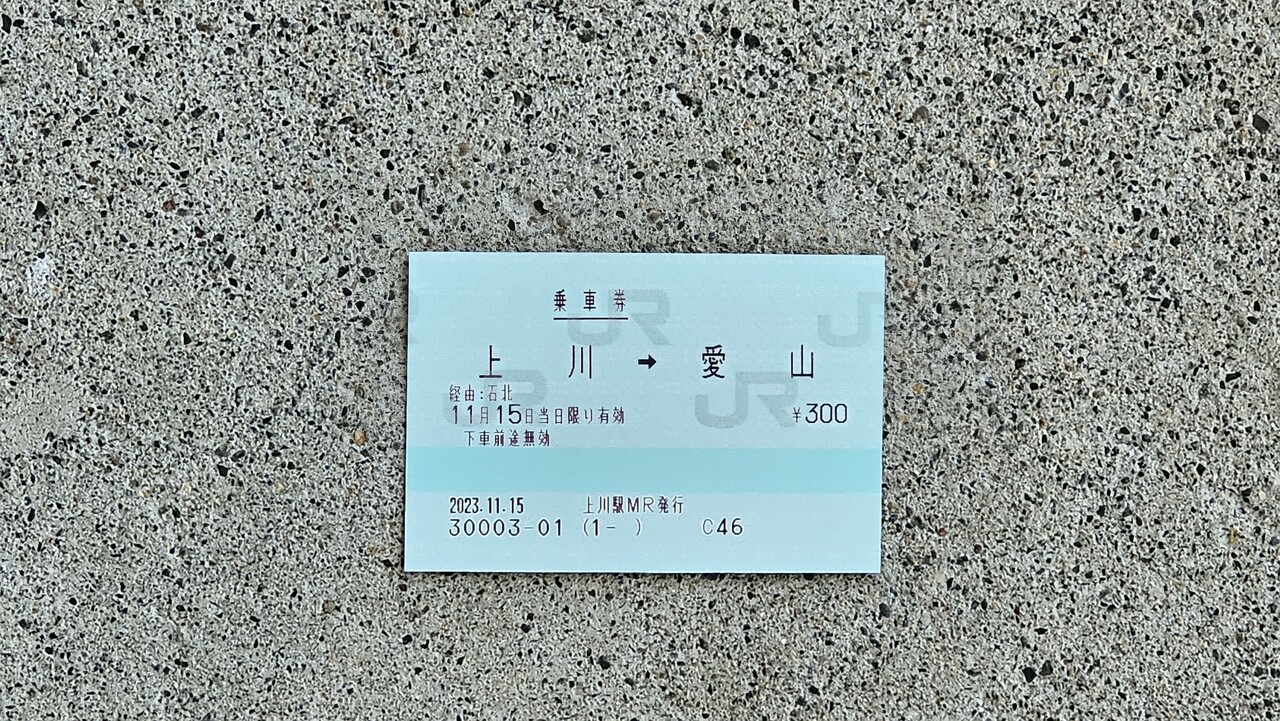 乗車券
上川➡愛山
経由:石北
11月15日当日限り有効 ¥300
下車前途無効
2023.11.15 上川駅MR発行
30003-01 (1- ) C46